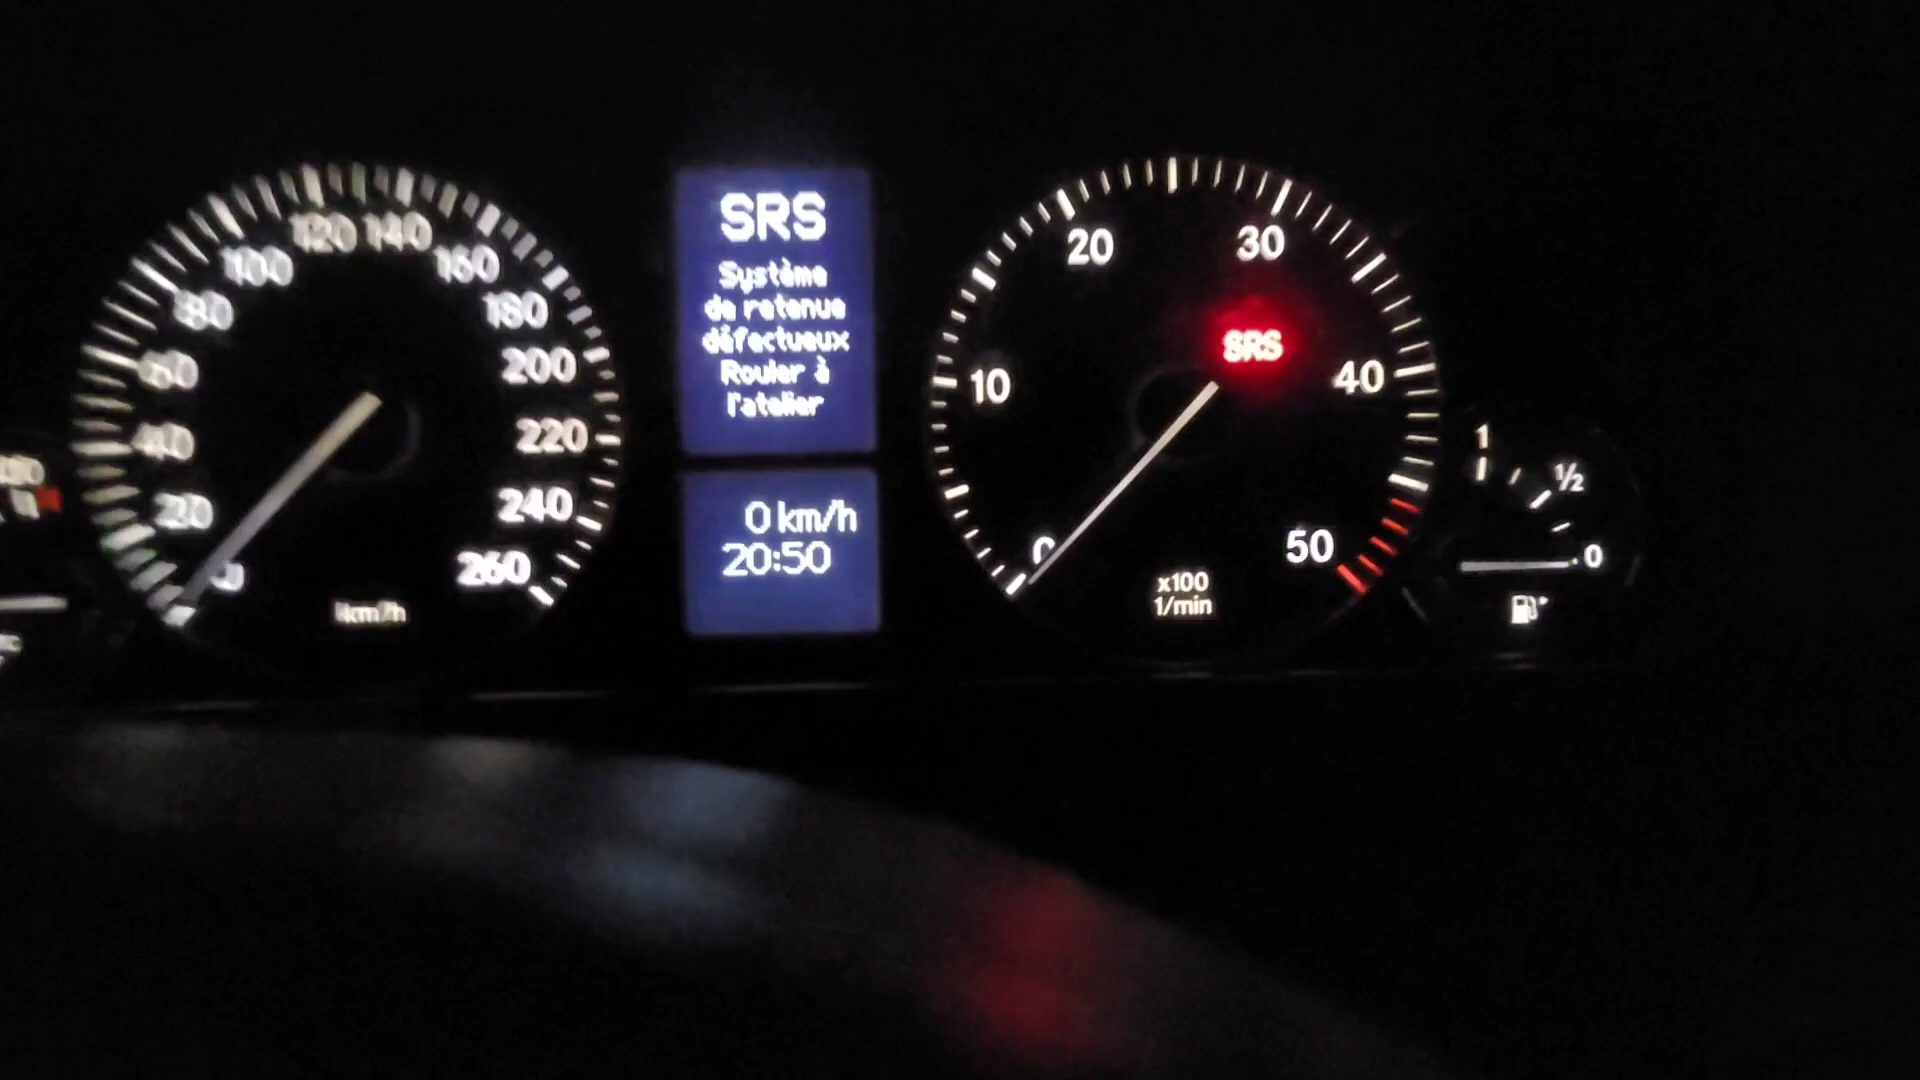 SRS
Système
de retenue
défectueux
Rouler à
l'atelier
0 km/h
20:50
0
20
40
60
80
100
120
140
160
180
200
220
240
260
km/h
0
10
20
30
40
50
SRS
x100
1/min
1
1/2
0